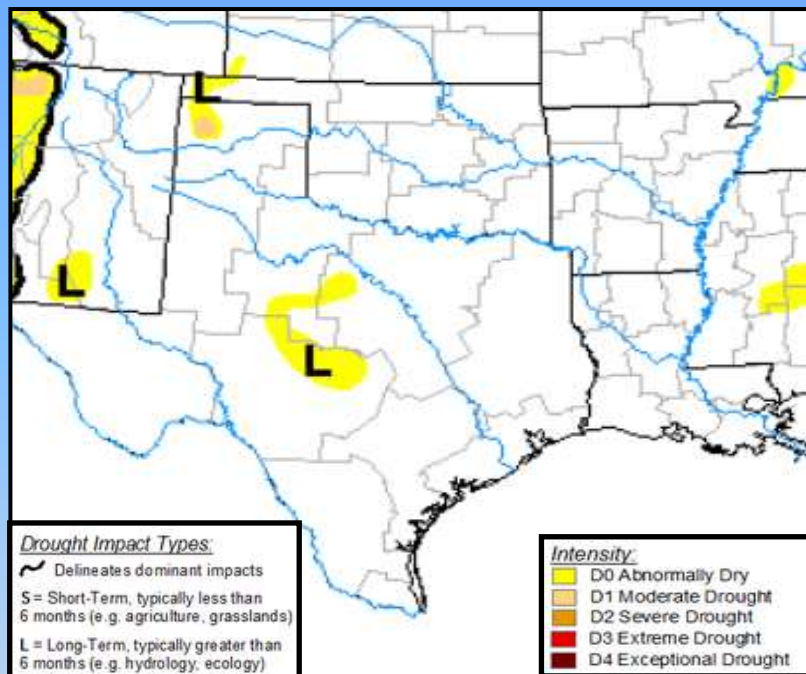 L
L
L
Drought Impact Types:
Delineates dominant impacts
S = Short-Term, typically less than
6 months (e.g. agriculture, grasslands)
L = Long-Term, typically greater than
6 months (e.g. hydrology, ecology)
Intensity:
D0 Abnormally Dry
D1 Moderate Drought
D2 Severe Drought
D3 Extreme Drought
D4 Exceptional Drought